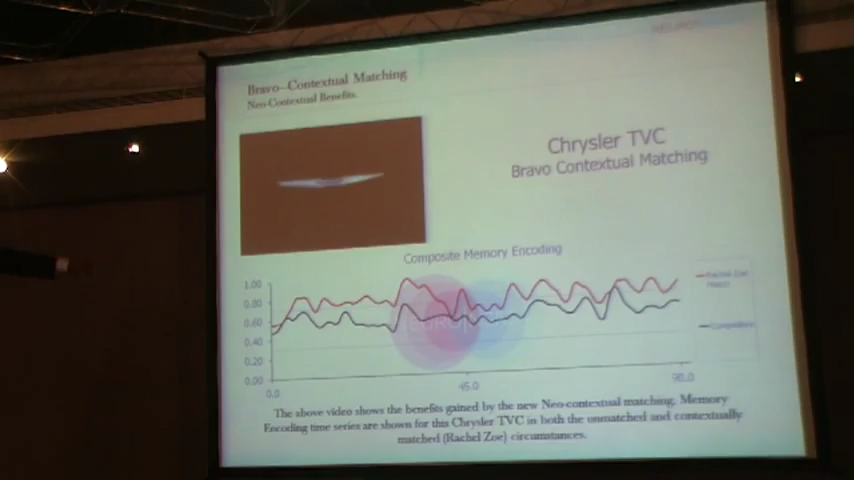 NEURO
Bravo–Contextual Matching
Neo-Contextual Benefits.
Chrysler TVC
Bravo Contextual Matching
Composite Memory Encoding
1.00
0.80
0.60
0.40
0.20
0.00
0.0
45.0
90.0
Rachel Zoe
The above video shows the benefits gained by the new Neo-contextual matching. Memory
Encoding time series are shown for this Chrysler TVC in both the unmatched and contextually
matched (Rachel Zoe) circumstances.